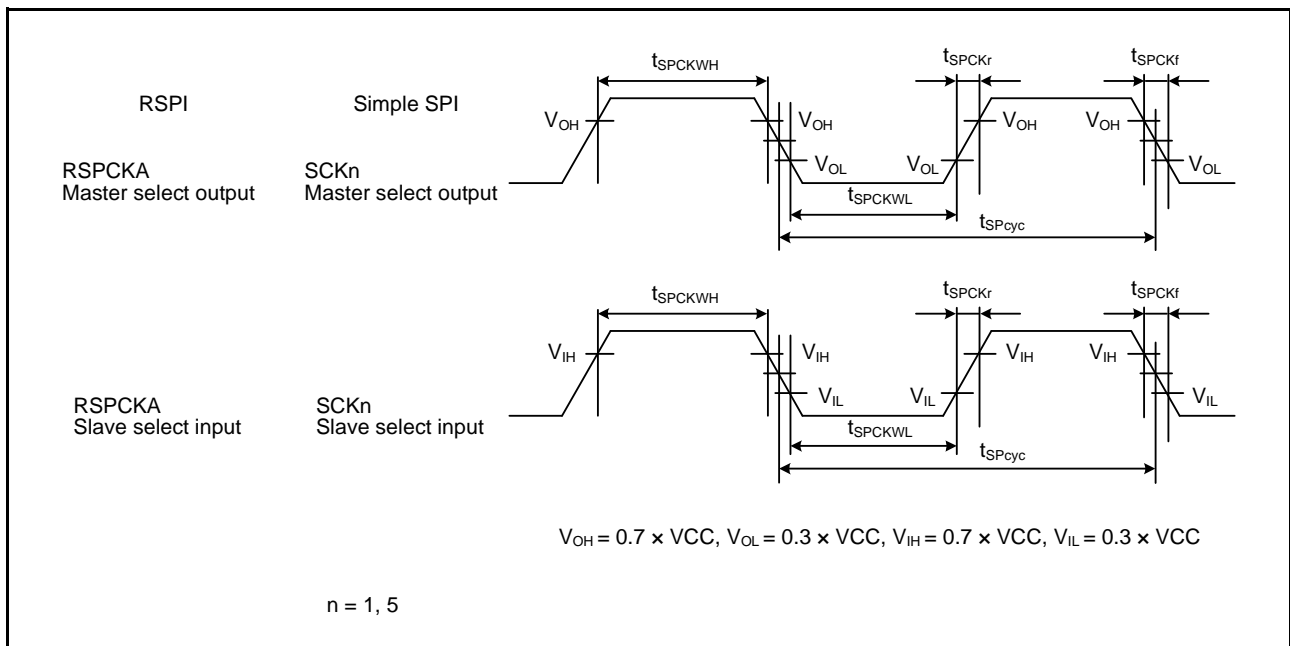 RSPI
Simple SPI
RSPCKA
Master select output
SCKn
Master select output
tSPCKWH
tSPCKr
tSPCKf
VOH
VOH
VOH
VOH
VOL
VOL
VOL
tSPCKWL
tSPcyc
RSPCKA
Slave select input
SCKn
Slave select input
tSPCKWH
tSPCKr
tSPCKf
VIH
VIH
VIH
VIH
VIL
VIL
VIL
tSPCKWL
tSPcyc
VOH = 0.7 × VCC, VOL = 0.3 × VCC, VIH = 0.7 × VCC, VIL = 0.3 × VCC
n = 1, 5